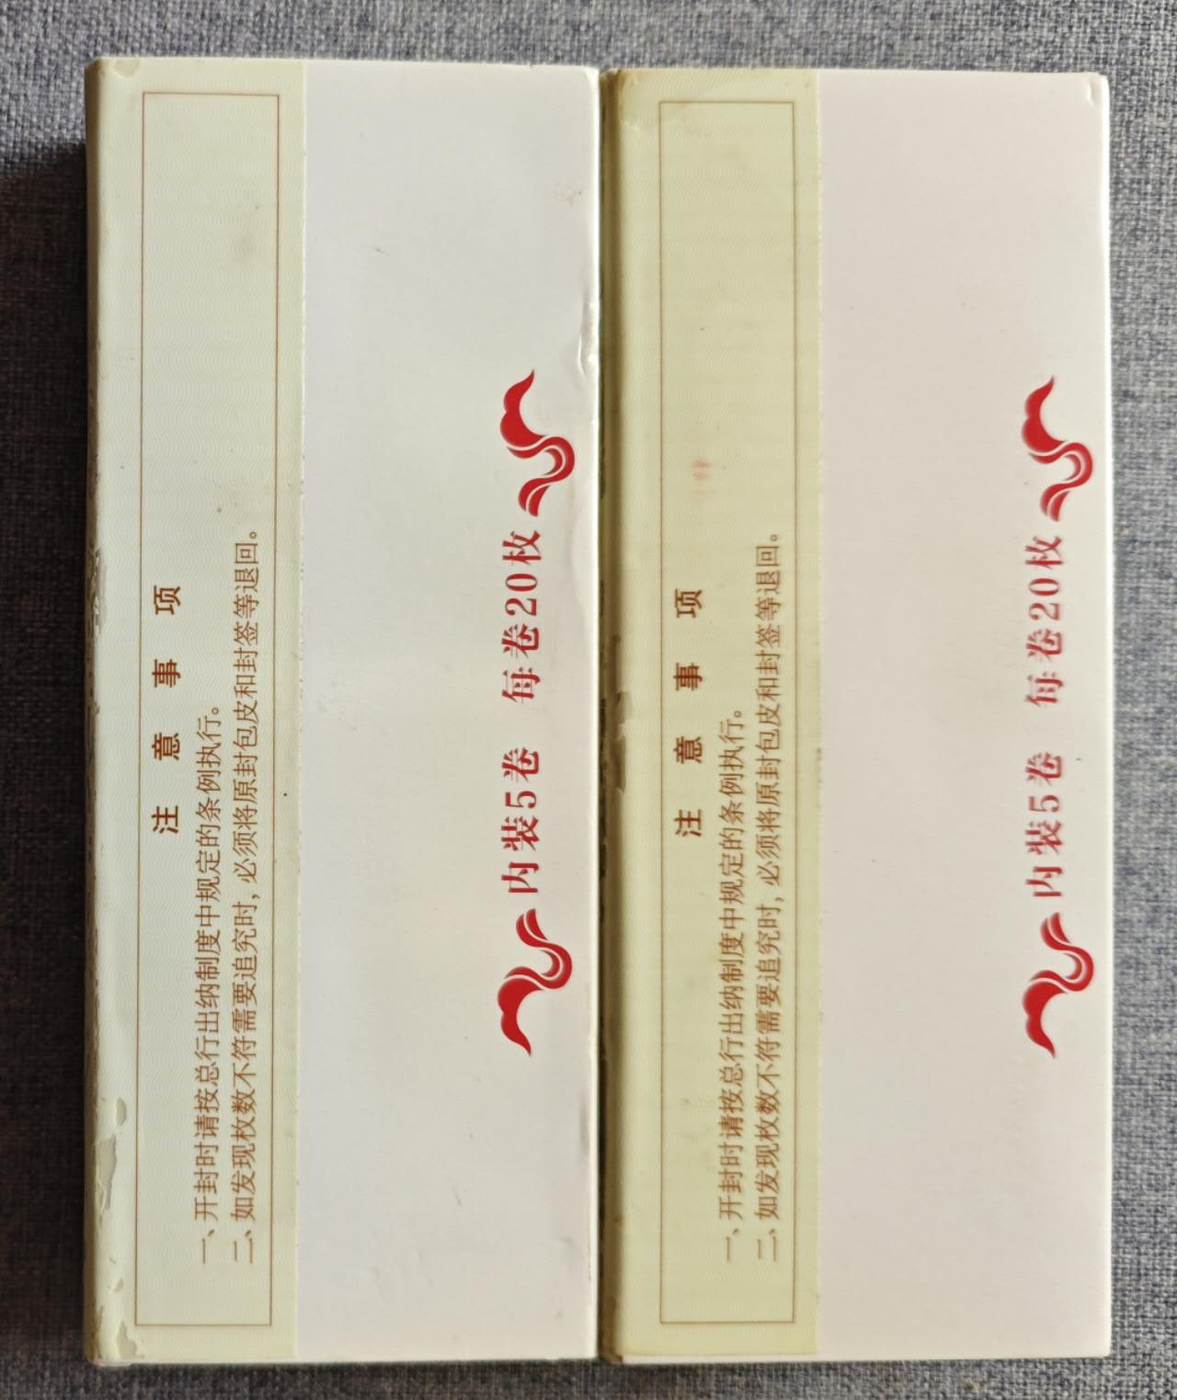 注意事项
一、开封时请按总行出纳制度中规定的条例执行。
二、如发现枚数不符需要追究时，必须将原封包皮和封签等退回。
内装5卷 每卷20枚
注意事项
一、开封时请按总行出纳制度中规定的条例执行。
二、如发现枚数不符需要追究时，必须将原封包皮和封签等退回。
内装5卷 每卷20枚